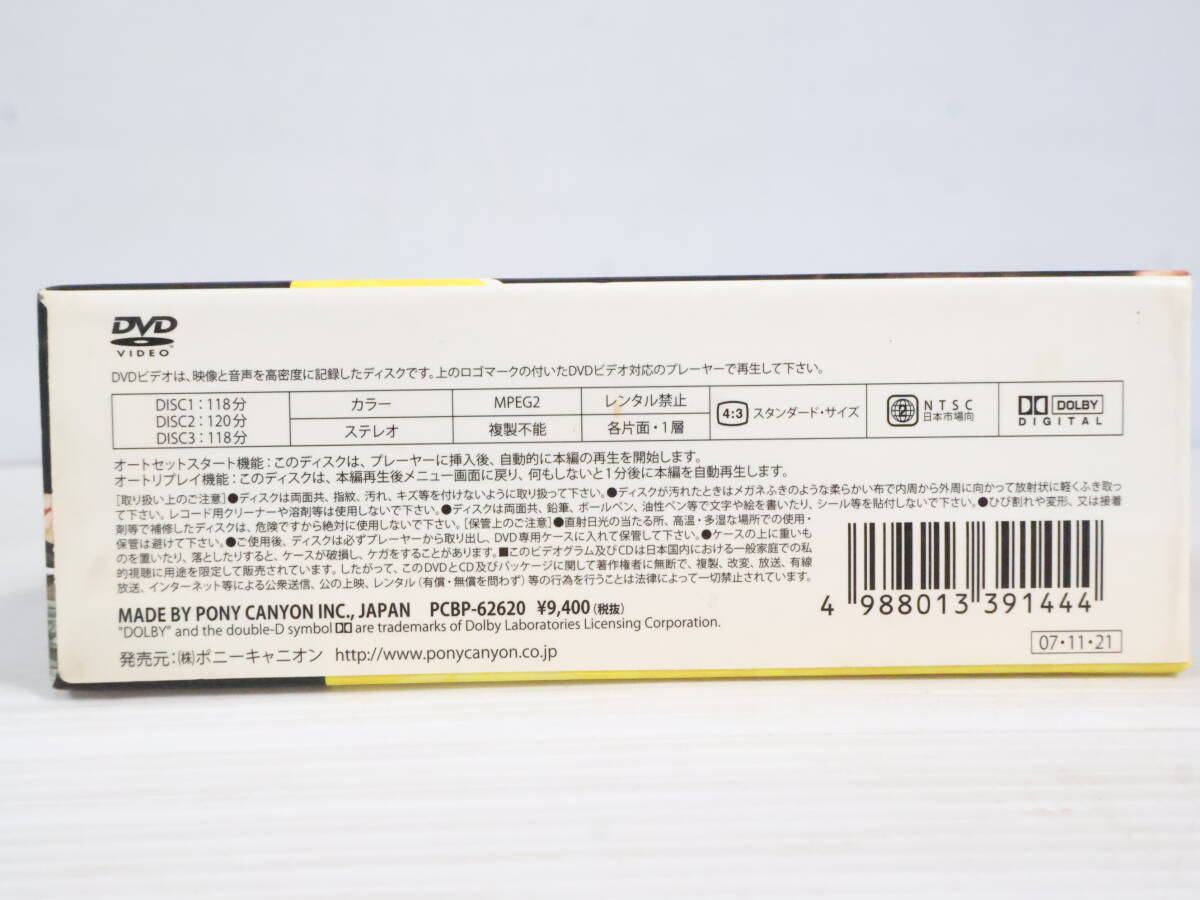 DVD
VIDEO
DVDビデオは、映像と音声を高密度に記録したディスクです。上のロゴマークの付いたDVDビデオ対応のプレーヤーで再生して下さい。
DISC1：118分
DISC2：120分
DISC3：118分
カラー
ステレオ
MPEG2
複製不能
レンタル禁止
各片面・1層
4:3 スタンダード・サイズ
2 NTSC
日本市場向
DOLBY
DIGITAL
オートセットスタート機能：このディスクは、プレーヤーに挿入後、自動的に本編の再生を開始します。
オートリプレイ機能：このディスクは、本編再生後メニュー画面に戻り、何もしないと1分後に本編を自動再生します。
［取り扱い上のご注意］●ディスクは両面共、指紋、汚れ、キズ等を付けないように取り扱って下さい。●ディスクが汚れたときはメガネふきのような柔らかい布で内周から外周に向かって放射状に軽くふき取っ
て下さい。レコード用クリーナーや溶剤等は使用しないで下さい。●ディスクは両面共、鉛筆、ボールペン、油性ペン等で文字や絵を書いたり、シール等を貼付しないで下さい。●ひび割れや変形、又は接着
剤等で補修したディスクは、危険ですから絶対に使用しないで下さい。［保管上のご注意］●直射日光の当たる所、高温・多湿な場所での使用・
保管は避けて下さい。●ご使用後、ディスクは必ずプレーヤーから取り出し、DVD専用ケースに入れて保管して下さい。●ケースの上に重いも
のを置いたり、落としたりすると、ケースが破損し、ケガをすることがあります。■このビデオグラム及びCDは日本国内における一般家庭での私
的視聴に用途を限定して販売されています。したがって、このDVDとCD及びパッケージに関して著作権者に無断で、複製、改変、放送、有線
放送、インターネット等による公衆送信、公の上映、レンタル（有償・無償を問わず）等の行為を行うことは法律によって一切禁止されています。
MADE BY PONY CANYON INC., JAPAN PCBP-62620 ¥9,400（税抜）
"DOLBY" and the double-D symbol are trademarks of Dolby Laboratories Licensing Corporation.
発売元：㈱ポニーキャニオン http://www.ponycanyon.co.jp
4 988013 391444
07・11・21